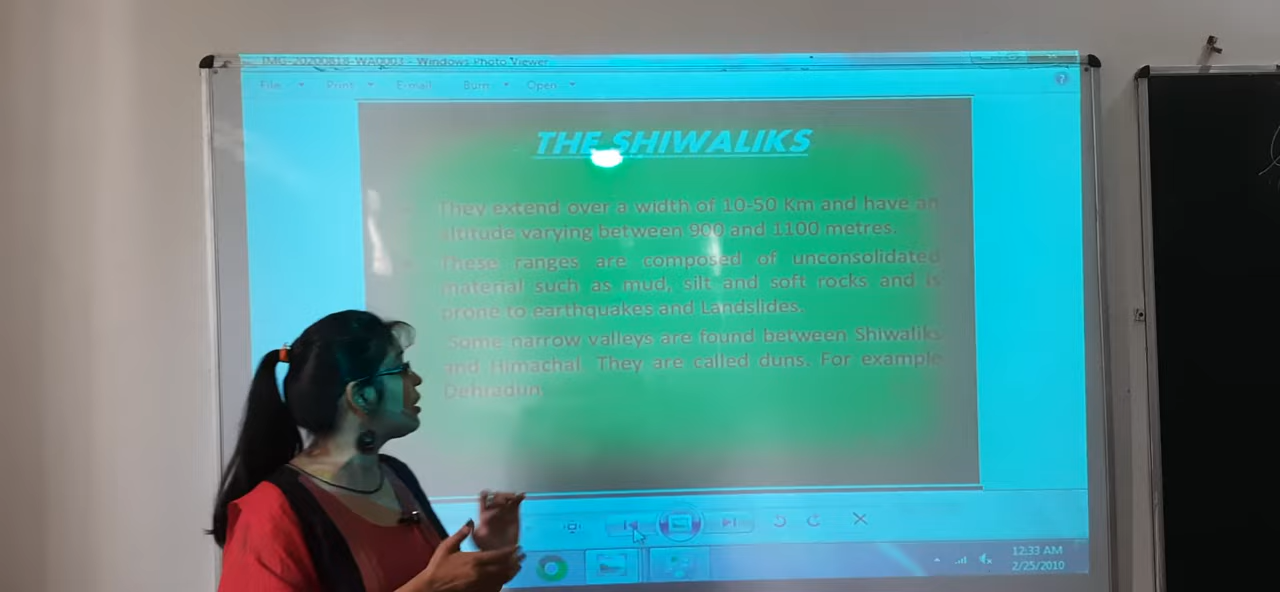 IMG-20200818-WA0003 - Windows Photo Viewer
File Print E-mail Burn Open
THE SHIWALIKS
They extend over a width of 10-50 Km and have an
altitude varying between 900 and 1100 metres.
These ranges are composed of unconsolidated
material such as mud, silt and soft rocks and is
prone to earthquakes and Landslides.
Some narrow valleys are found between Shiwaliks
and Himachal. They are called duns. For example
Dehradun.
12:33 AM
2/25/2010